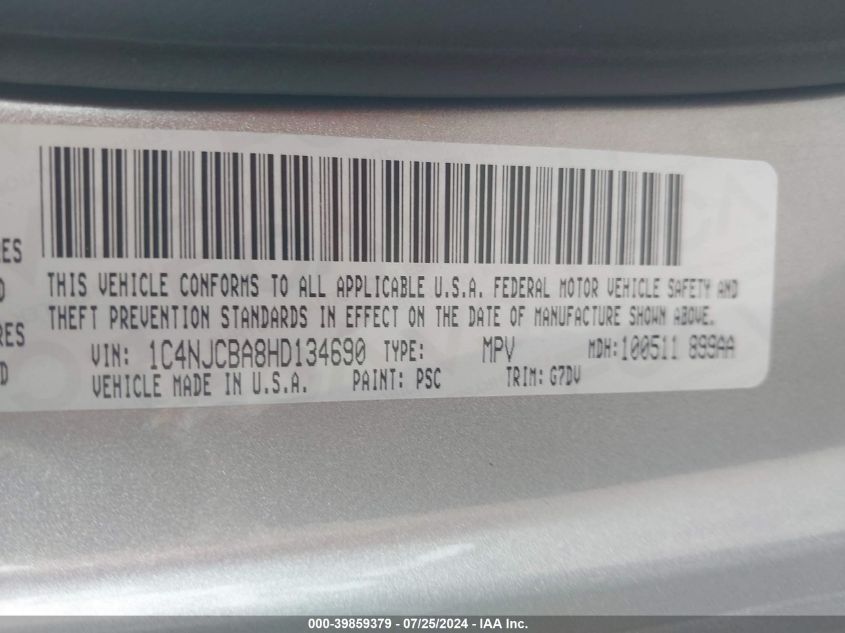 ES
THIS VEHICLE CONFORMS TO ALL APPLICABLE U.S.A. FEDERAL MOTOR VEHICLE SAFETY AND
D
THEFT PREVENTION STANDARDS IN EFFECT ON THE DATE OF MANUFACTURE SHOWN ABOVE.
RES
VIN: 1C4NJCBA8HD134690 TYPE: MPV MDH:100511 899AA
D
VEHICLE MADE IN U.S.A. PAINT: PSC TRIM: G7DV
000-39859379 / 07/25/2024 - IAA Inc.